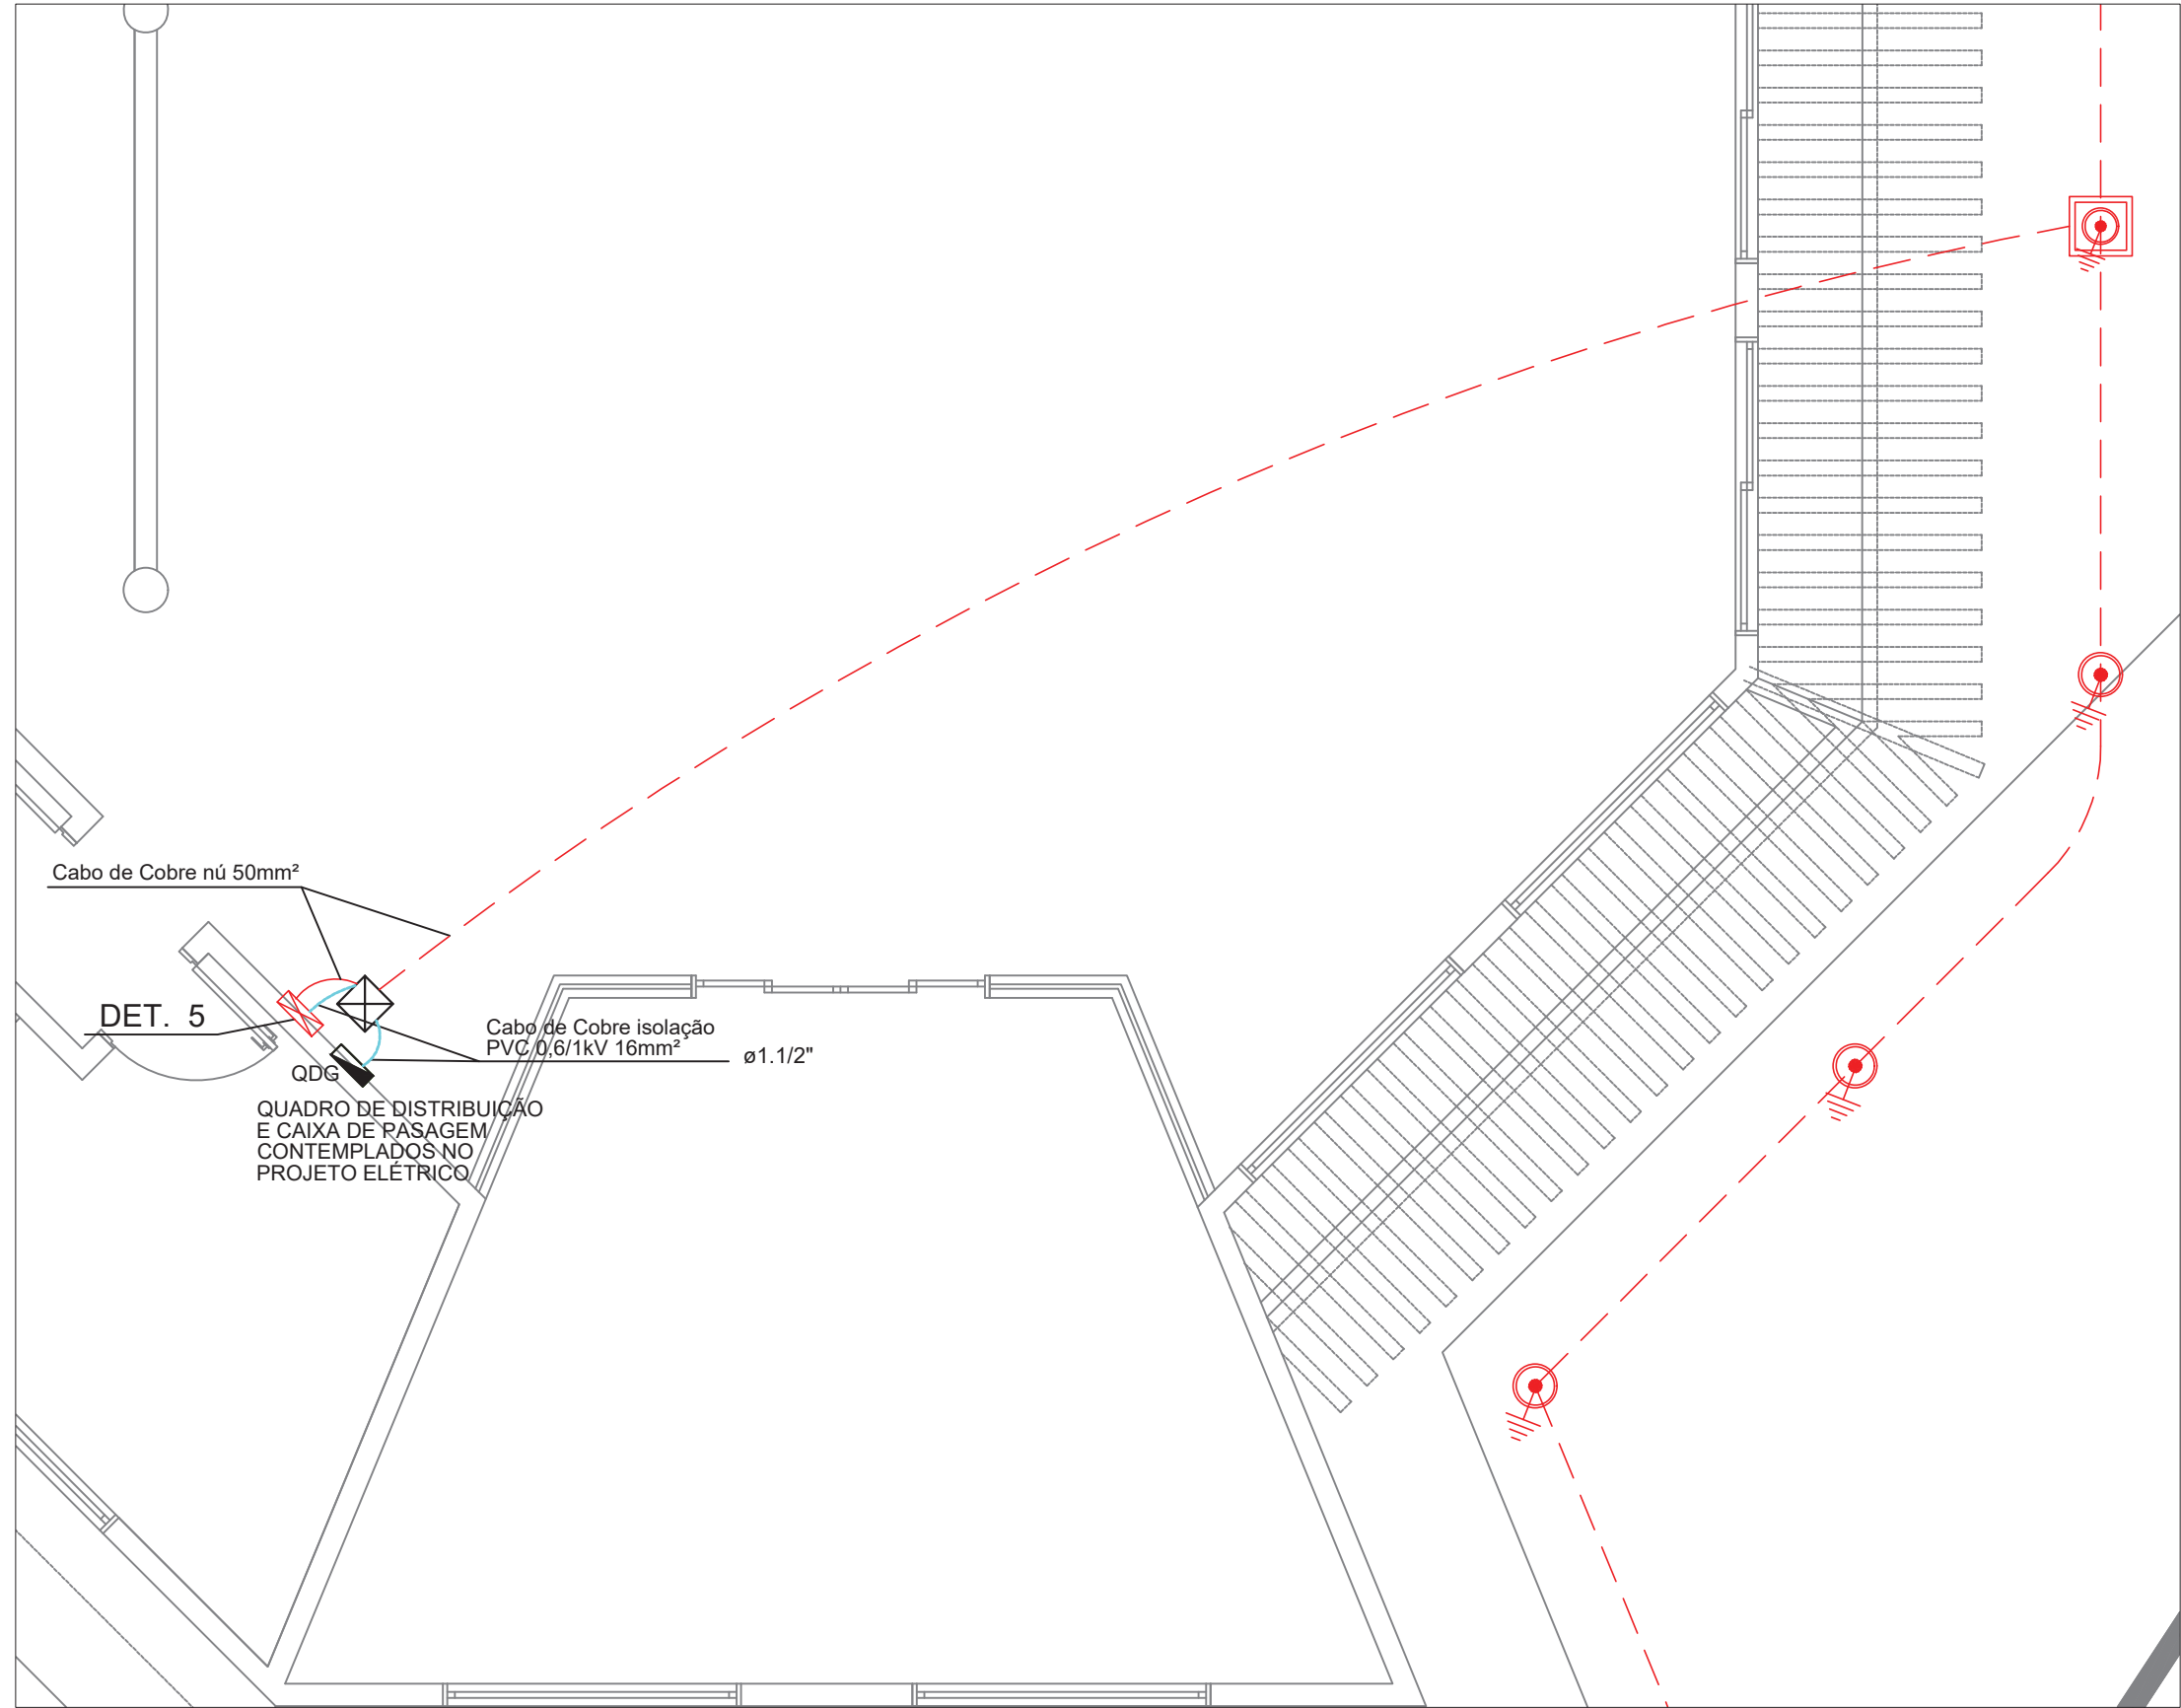 Cabo de Cobre nú 50mm²
DET. 5
Cabo de Cobre isolação
PVC 0,6/1kV 16mm²
ø1.1/2"
QDG
QUADRO DE DISTRIBUIÇÃO
E CAIXA DE PASAGEM
CONTEMPLADOS NO
PROJETO ELÉTRICO